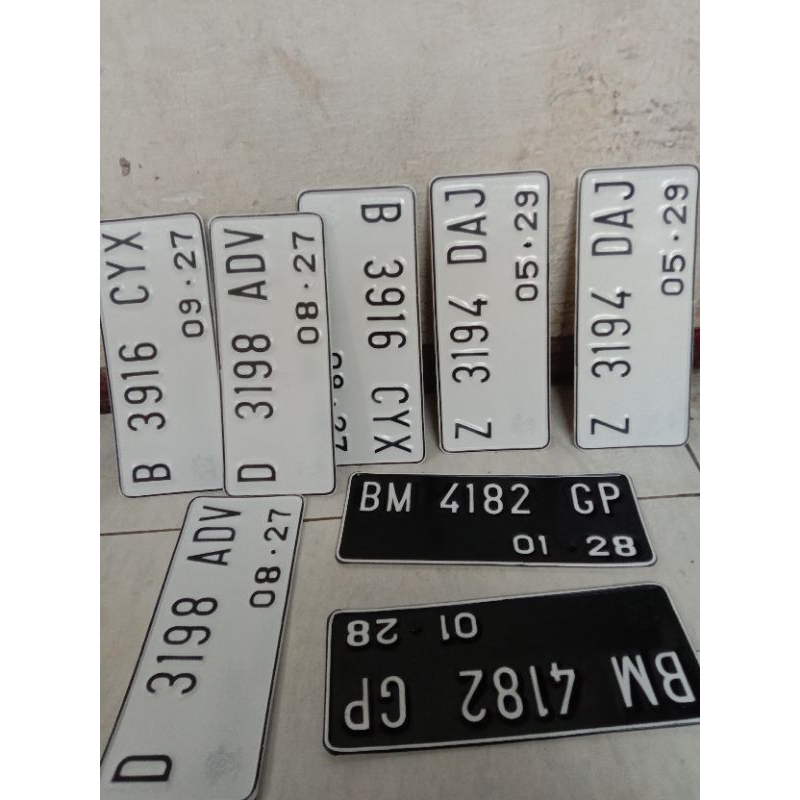 B 3916 CYX
09·27
D 3198 ADV
08·27
B 3916 CYX
27
Z 3194 DAJ
05·29
Z 3194 DAJ
05·29
D 3198 ADV
08·27
BM 4182 GP
01·28
BM 4182 GP
01·28